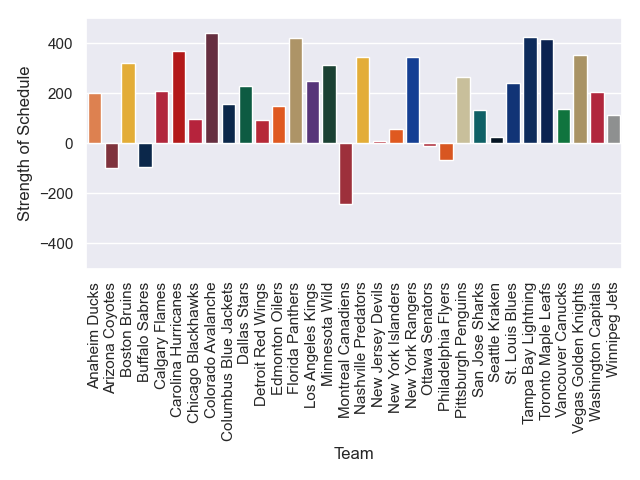 400
200
0
−200
−400
Strength of Schedule
Anaheim Ducks
Arizona Coyotes
Boston Bruins
Buffalo Sabres
Calgary Flames
Carolina Hurricanes
Chicago Blackhawks
Colorado Avalanche
Columbus Blue Jackets
Dallas Stars
Detroit Red Wings
Edmonton Oilers
Florida Panthers
Los Angeles Kings
Minnesota Wild
Montreal Canadiens
Nashville Predators
New Jersey Devils
New York Islanders
New York Rangers
Ottawa Senators
Philadelphia Flyers
Pittsburgh Penguins
San Jose Sharks
Seattle Kraken
St. Louis Blues
Tampa Bay Lightning
Toronto Maple Leafs
Vancouver Canucks
Vegas Golden Knights
Washington Capitals
Winnipeg Jets
Team